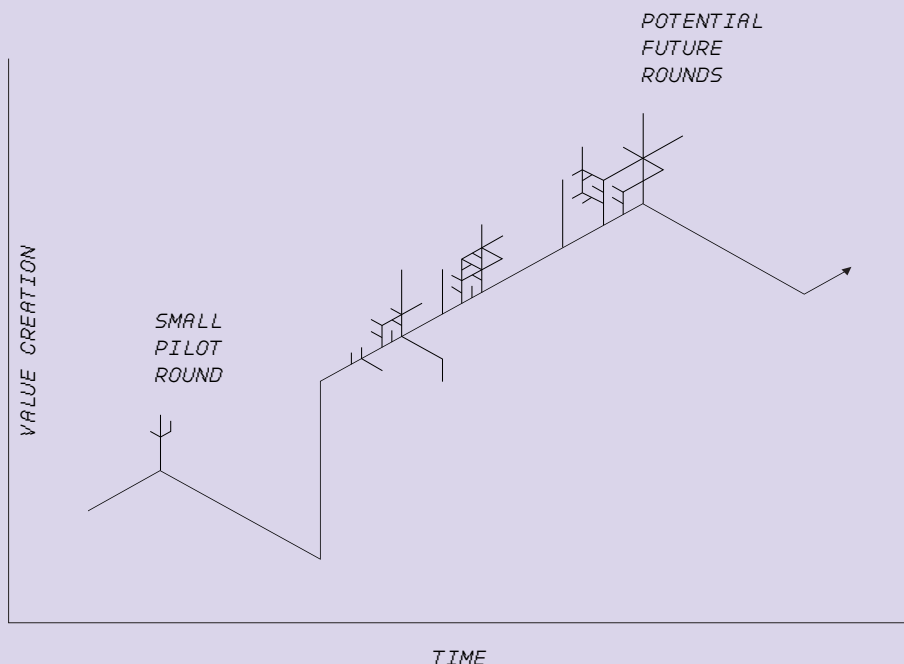 POTENTIAL
FUTURE
ROUNDS
VALUE CREATION
SMALL
PILOT
ROUND
TIME